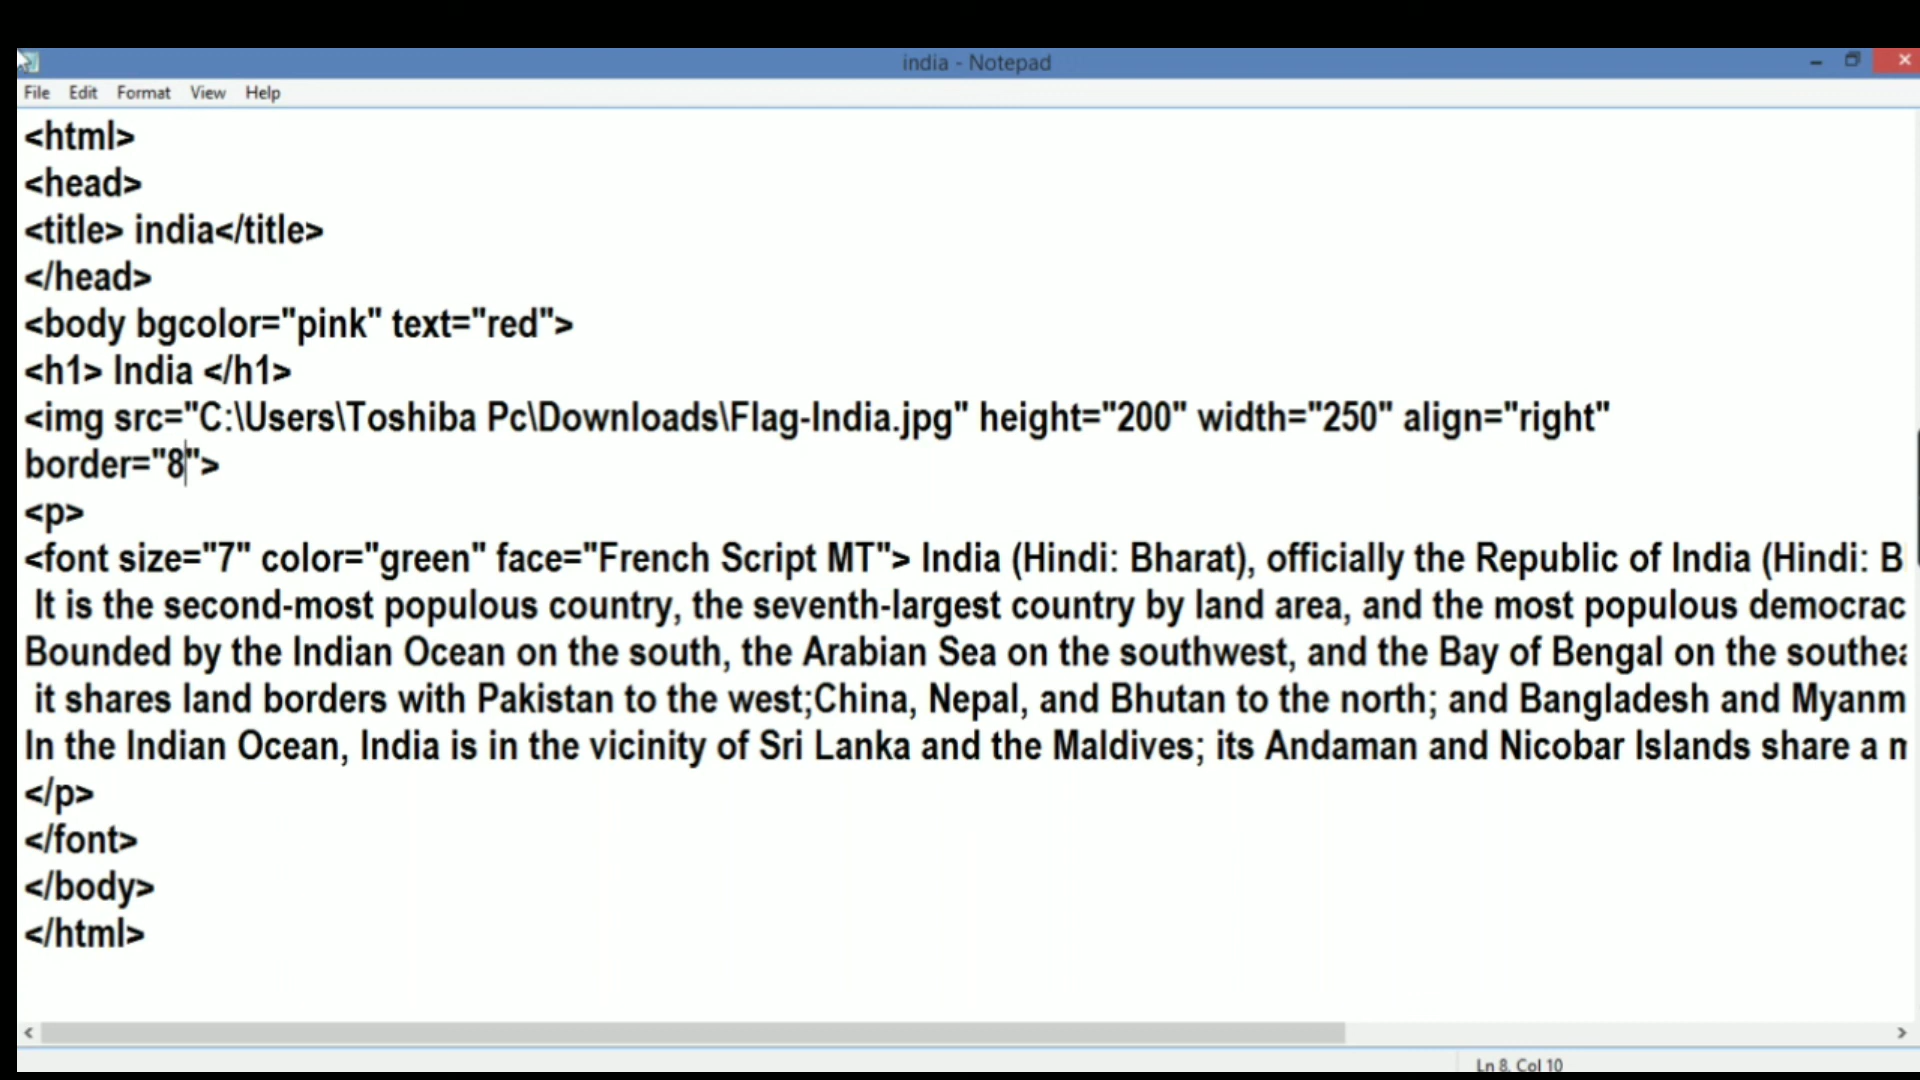 india - Notepad
File Edit Format View Help
<html>
<head>
<title> india</title>
</head>
<body bgcolor="pink" text="red">
<h1> India </h1>
<img src="C:\Users\Toshiba Pc\Downloads\Flag-India.jpg" height="200" width="250" align="right"
border="8">
<p>
<font size="7" color="green" face="French Script MT"> India (Hindi: Bharat), officially the Republic of India (Hindi: B
It is the second-most populous country, the seventh-largest country by land area, and the most populous democrac
Bounded by the Indian Ocean on the south, the Arabian Sea on the southwest, and the Bay of Bengal on the southea
it shares land borders with Pakistan to the west;China, Nepal, and Bhutan to the north; and Bangladesh and Myanm
In the Indian Ocean, India is in the vicinity of Sri Lanka and the Maldives; its Andaman and Nicobar Islands share a m
</p>
</font>
</body>
</html>
Ln 8, Col 10